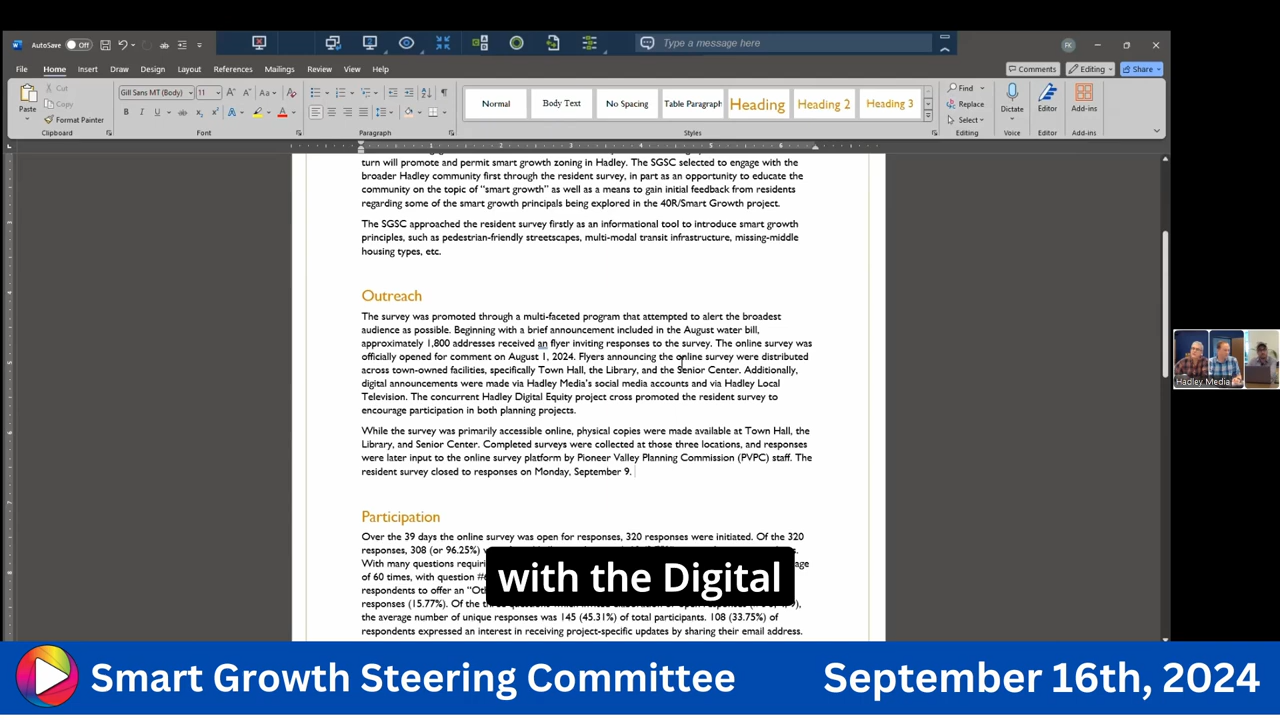 AutoSave Off
Type a message here
FK
File Home Insert Draw Design Layout References Mailings Review View Help
Comments Editing Share
Paste
Cut
Copy
Format Painter
Clipboard
Gill Sans MT (Body) 11
Font
Paragraph
Normal Body Text No Spacing Table Paragraph Heading Heading 2 Heading 3
Styles
Find
Replace
Select
Editing
Dictate
Voice
Editor
Editor
Add-ins
Add-ins
1 2 3 4 5 6
turn will promote and permit smart growth zoning in Hadley. The SGSC selected to engage with the
broader Hadley community first through the resident survey, in part as an opportunity to educate the
community on the topic of “smart growth” as well as a means to gain initial feedback from residents
regarding some of the smart growth principals being explored in the 40R/Smart Growth project.
The SGSC approached the resident survey firstly as an informational tool to introduce smart growth
principles, such as pedestrian-friendly streetscapes, multi-modal transit infrastructure, missing-middle
housing types, etc.
Outreach
The survey was promoted through a multi-faceted program that attempted to alert the broadest
audience as possible. Beginning with a brief announcement included in the August water bill,
approximately 1,800 addresses received an flyer inviting responses to the survey. The online survey was
officially opened for comment on August 1, 2024. Flyers announcing the online survey were distributed
across town-owned facilities, specifically Town Hall, the Library, and the Senior Center. Additionally,
digital announcements were made via Hadley Media’s social media accounts and via Hadley Local
Television. The concurrent Hadley Digital Equity project cross promoted the resident survey to
encourage participation in both planning projects.
While the survey was primarily accessible online, physical copies were made available at Town Hall, the
Library, and Senior Center. Completed surveys were collected at those three locations, and responses
were later input to the online survey platform by Pioneer Valley Planning Commission (PVPC) staff. The
resident survey closed to responses on Monday, September 9.
Participation
Over the 39 days the online survey was open for responses, 320 responses were initiated. Of the 320
responses, 308 (or 96.25%)
With many questions requiri
of 60 times, with question #6
respondents to offer an "Ot
responses (15.77%). Of the
the average number of unique responses was 145 (45.31%) of total participants. 108 (33.75%) of
respondents expressed an interest in receiving project-specific updates by sharing their email address.
with the Digital
Hadley Media
Smart Growth Steering Committee September 16th, 2024